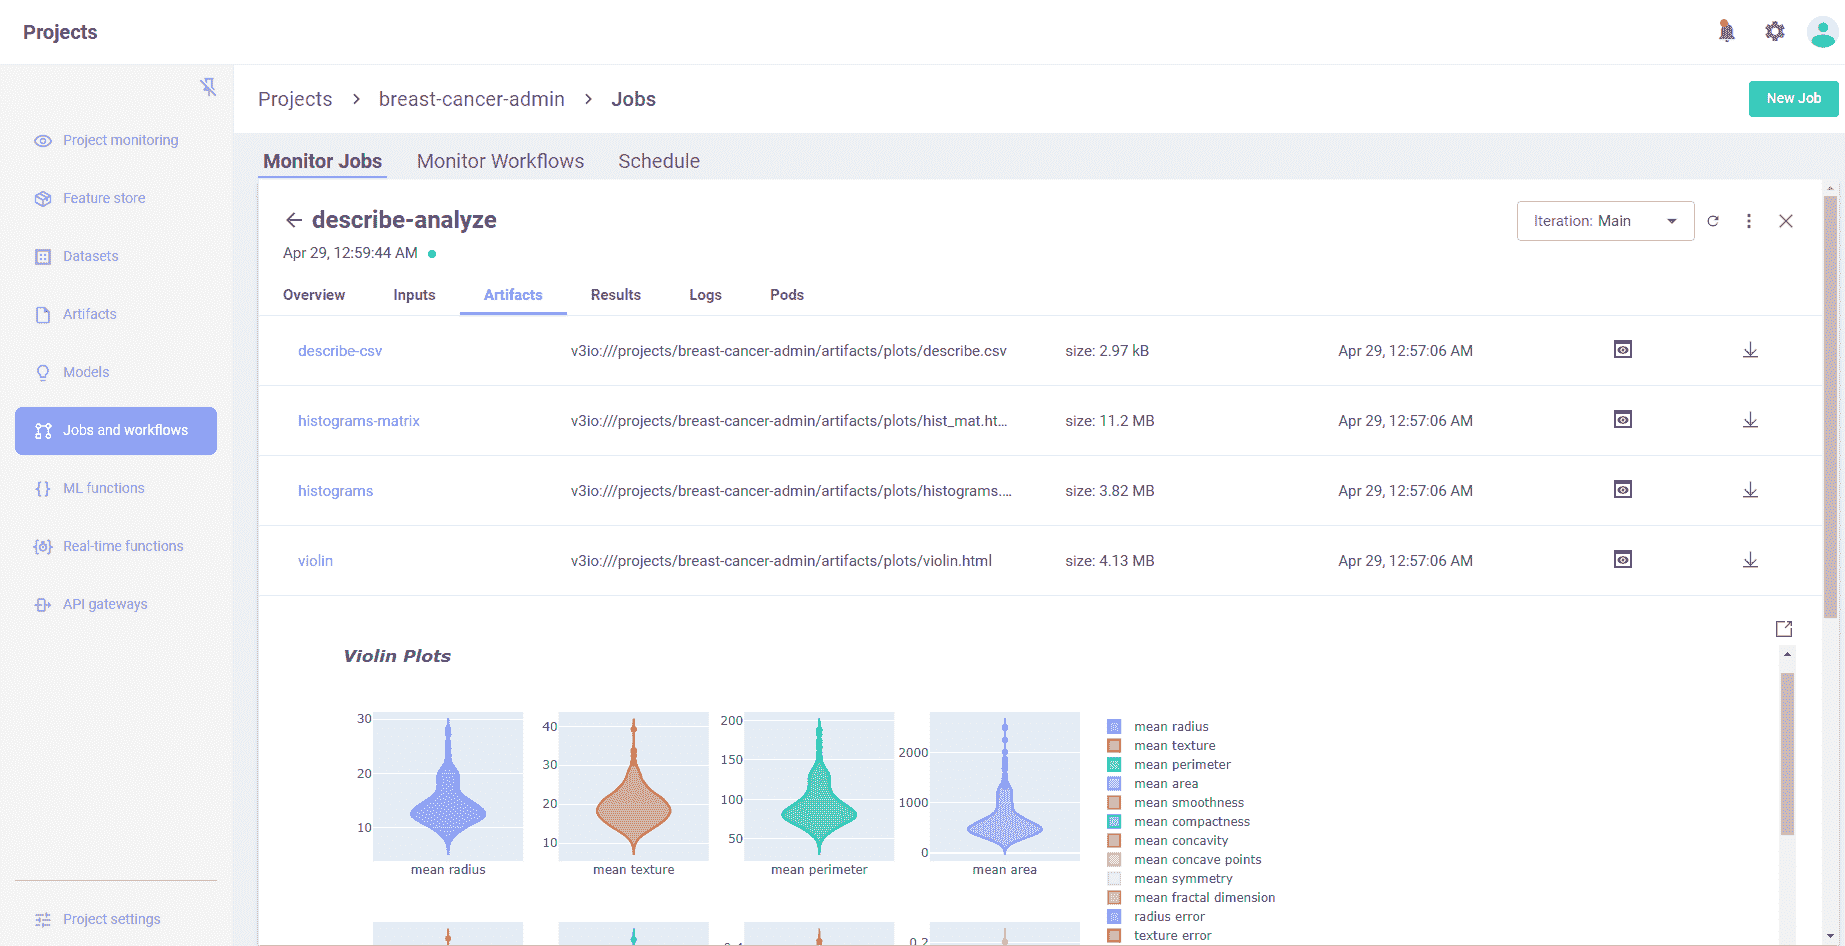 Projects
Projects > breast-cancer-admin > Jobs
New Job
Project monitoring
Feature store
Datasets
Artifacts
Models
Jobs and workflows
ML functions
Real-time functions
API gateways
Project settings
Monitor Jobs Monitor Workflows Schedule
describe-analyze
Iteration: Main
Apr 29, 12:59:44 AM
Overview Inputs Artifacts Results Logs Pods
describe-csv v3io:///projects/breast-cancer-admin/artifacts/plots/describe.csv size: 2.97 kB Apr 29, 12:57:06 AM
histograms-matrix v3io:///projects/breast-cancer-admin/artifacts/plots/hist_mat.ht... size: 11.2 MB Apr 29, 12:57:06 AM
histograms v3io:///projects/breast-cancer-admin/artifacts/plots/histograms.... size: 3.82 MB Apr 29, 12:57:06 AM
violin v3io:///projects/breast-cancer-admin/artifacts/plots/violin.html size: 4.13 MB Apr 29, 12:57:06 AM
Violin Plots
30
20
10
mean radius
40
30
20
10
mean texture
200
150
100
50
mean perimeter
2000
1000
0
mean area
mean radius
mean texture
mean perimeter
mean area
mean smoothness
mean compactness
mean concavity
mean concave points
mean symmetry
mean fractal dimension
radius error
texture error
0.2